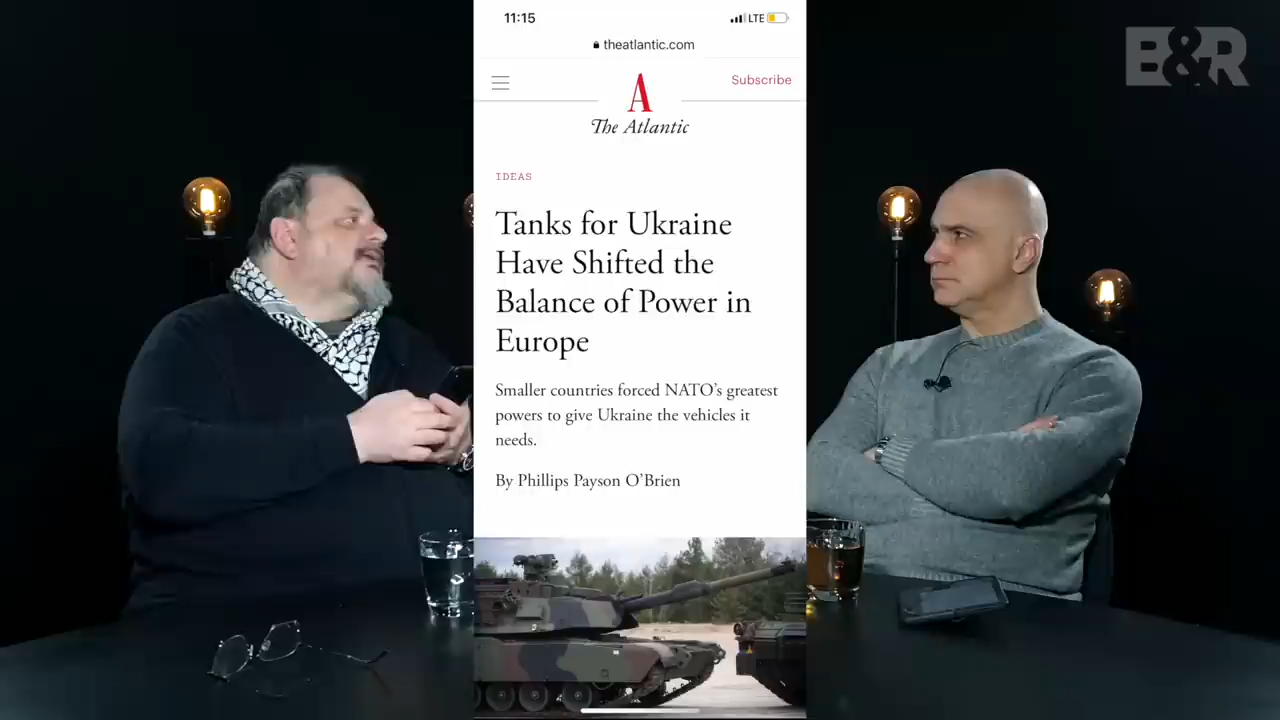 11:15
LTE
E&R
theatlantic.com
Subscribe
A
The Atlantic
IDEAS
Tanks for Ukraine
Have Shifted the
Balance of Power in
Europe
Smaller countries forced NATO’s greatest
powers to give Ukraine the vehicles it
needs.
By Phillips Payson O’Brien